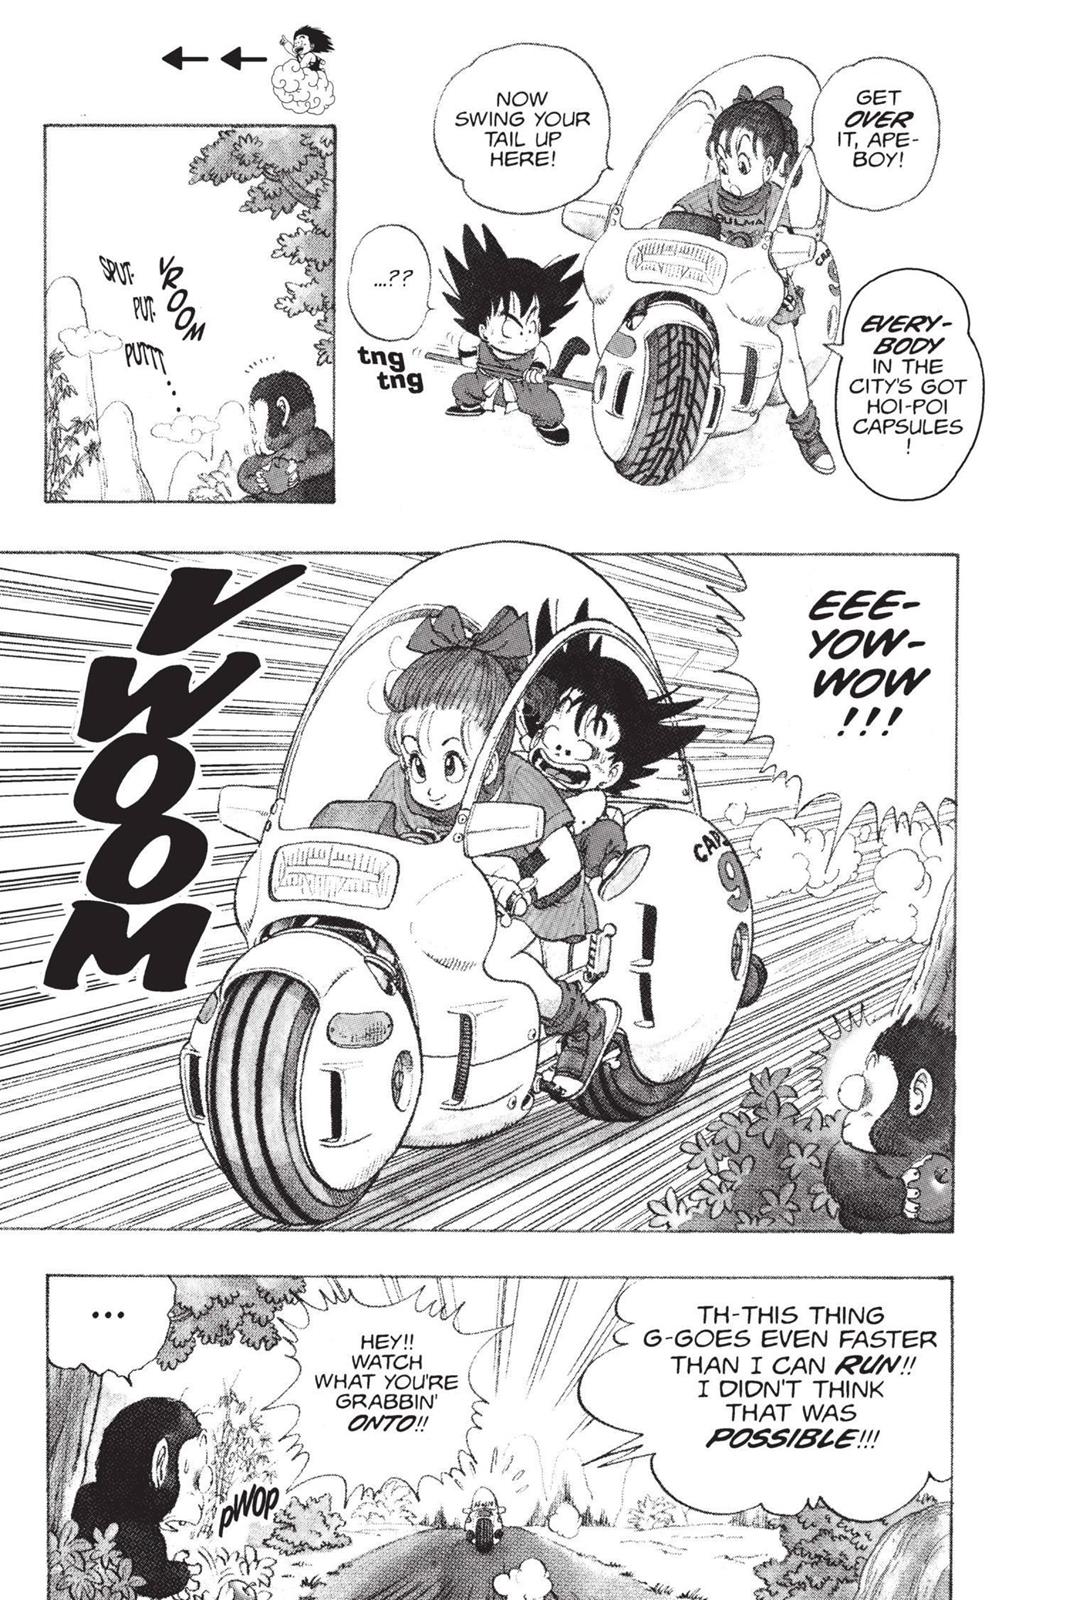 GET
OVER
IT, APE-
BOY!
EVERY-
BODY
IN THE
CITY'S GOT
HOI-POI
CAPSULES
!
NOW
SWING YOUR
TAIL UP
HERE!
BULMA
...??
tng
tng
VROOM
SPUT-
PUT-
PUTTT...
EEE-
YOW-
WOW
!!!
VWOOM
CAP
9
9
TH-THIS THING
G-GOES EVEN FASTER
THAN I CAN RUN!!
I DIDN'T THINK
THAT WAS
POSSIBLE!!!
HEY!!
WATCH
WHAT YOU'RE
GRABBIN'
ONTO!!
...
PWOP